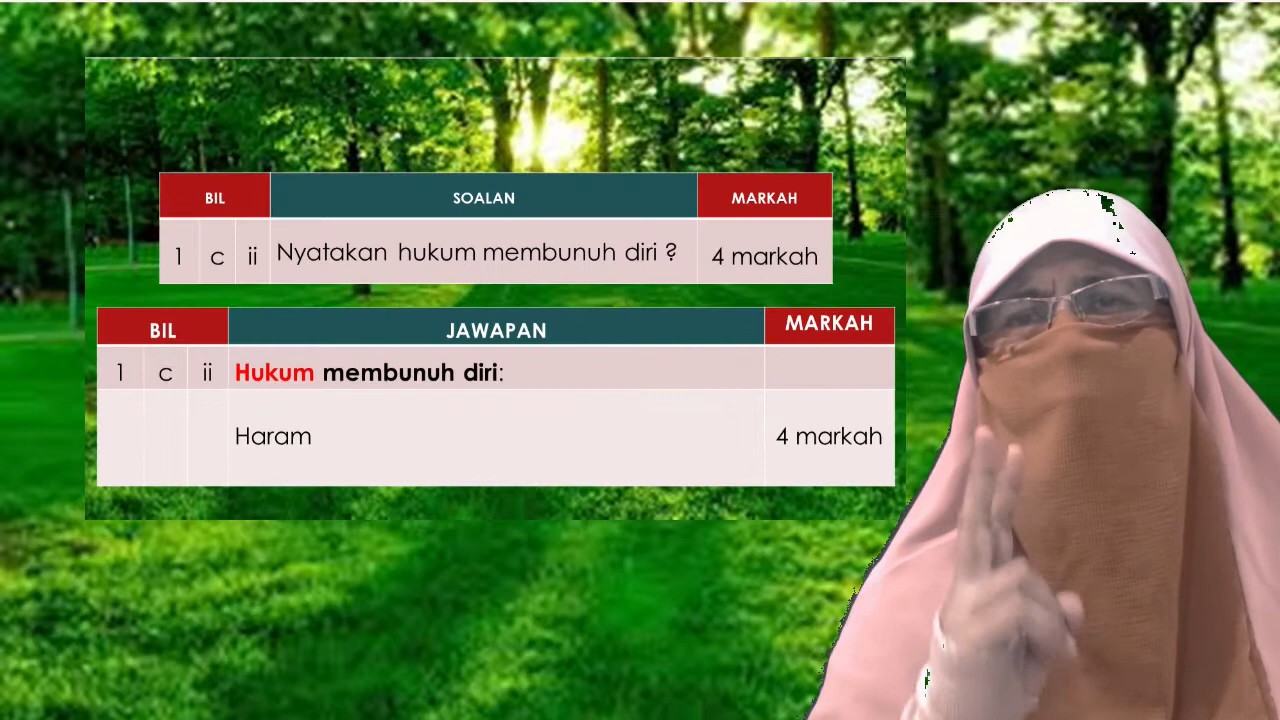 BIL SOALAN MARKAH
1 c ii Nyatakan hukum membunuh diri ? 4 markah
BIL JAWAPAN MARKAH
1 c ii Hukum membunuh diri:
Haram 4 markah